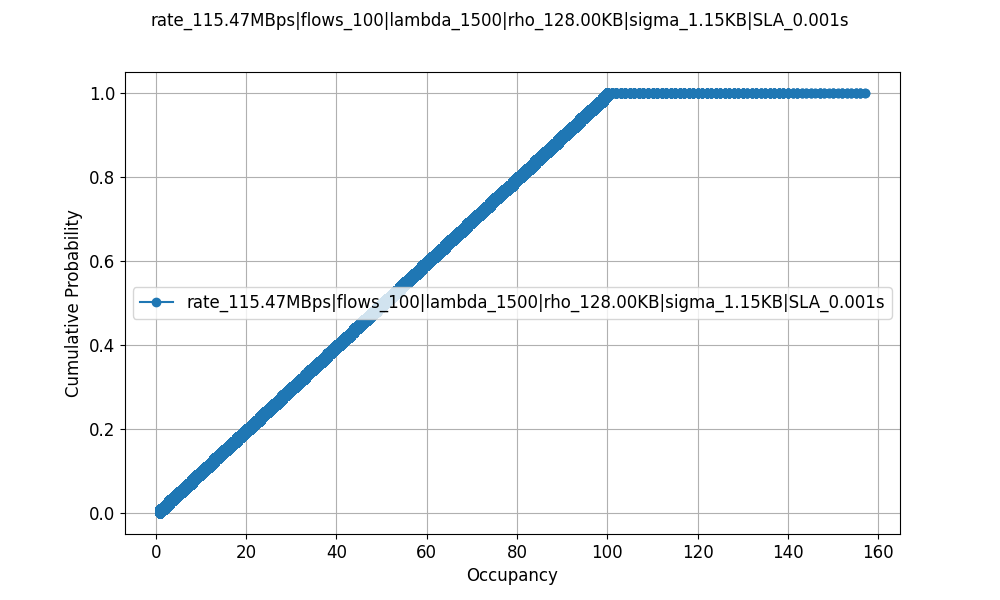 rate_115.47MBps|flows_100|lambda_1500|rho_128.00KB|sigma_1.15KB|SLA_0.001s
1.0
0.8
0.6
0.4
0.2
0.0
Cumulative Probability
rate_115.47MBps|flows_100|lambda_1500|rho_128.00KB|sigma_1.15KB|SLA_0.001s
0 20 40 60 80 100 120 140 160
Occupancy